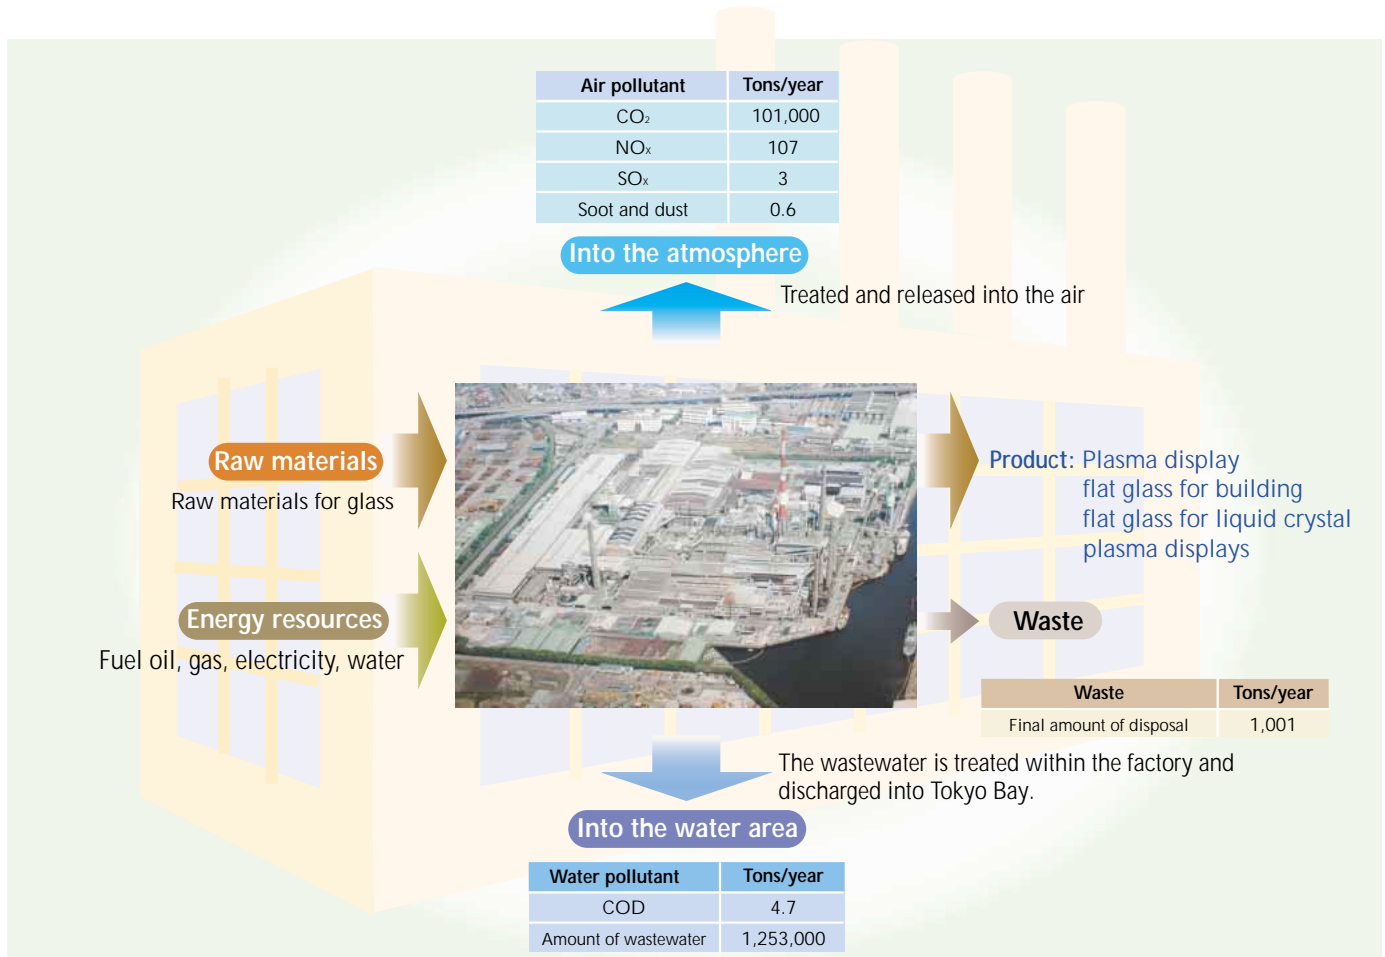 Air pollutant Tons/year
CO₂ 101,000
NOx 107
SOx 3
Soot and dust 0.6
Into the atmosphere
Treated and released into the air
Raw materials
Raw materials for glass
Energy resources
Fuel oil, gas, electricity, water
Product: Plasma display
flat glass for building
flat glass for liquid crystal
plasma displays
Waste
Waste Tons/year
Final amount of disposal 1,001
The wastewater is treated within the factory and
discharged into Tokyo Bay.
Into the water area
Water pollutant Tons/year
COD 4.7
Amount of wastewater 1,253,000